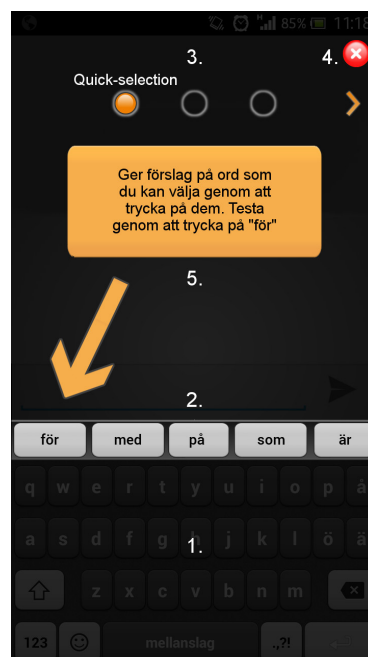 85% 11:18
3.
4.
Quick-selection
Ger förslag på ord som
du kan välja genom att
trycka på dem. Testa
genom att trycka på "för"
5.
2.
för med på som är
q w e r t y u i o p å
a s d f g h j k l ö ä
1.
z x c v b n m
123 mellanslag .,?!